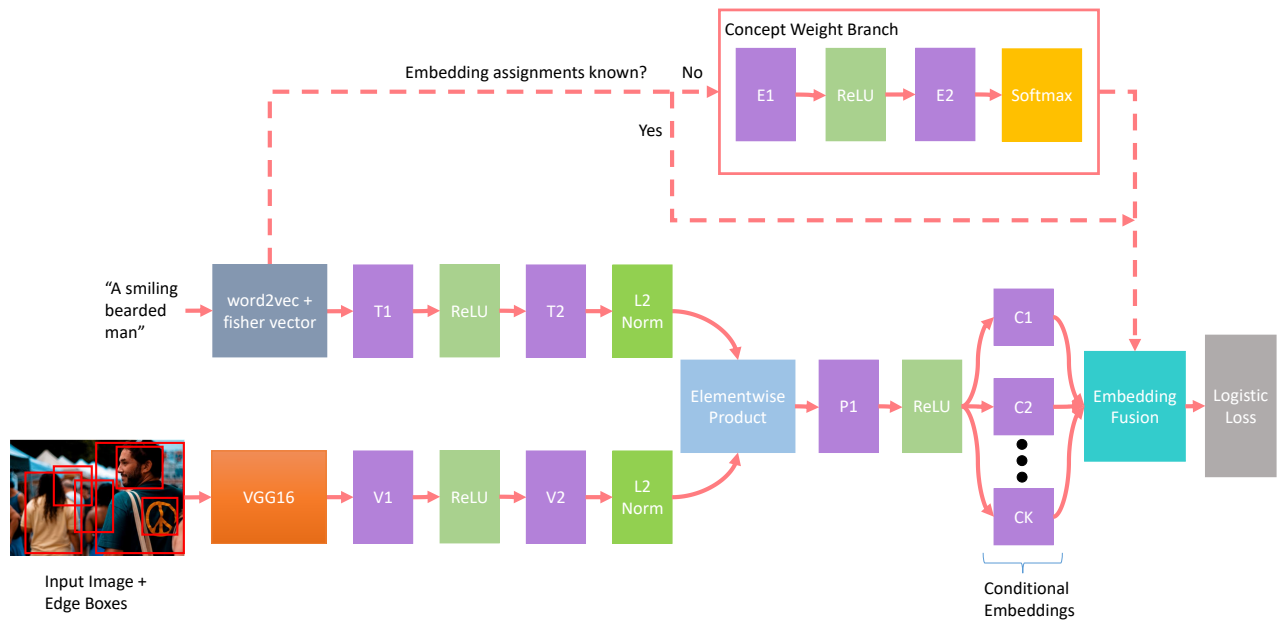 Concept Weight Branch
Embedding assignments known?
No
Yes
E1
ReLU
E2
Softmax
“A smiling
bearded
man”
word2vec +
fisher vector
T1
ReLU
T2
L2
Norm
Elementwise
Product
P1
ReLU
C1
C2
CK
Embedding
Fusion
Logistic
Loss
VGG16
V1
ReLU
V2
L2
Norm
Input Image +
Edge Boxes
Conditional
Embeddings